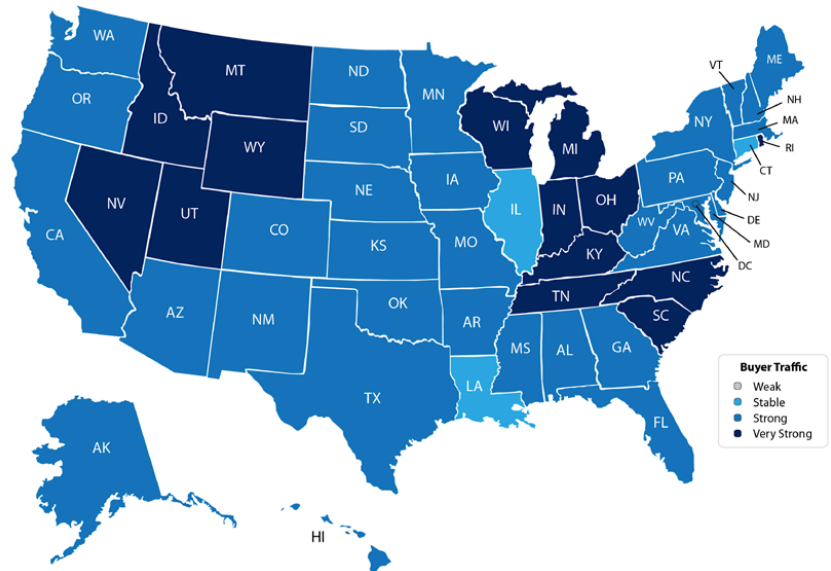 WA
MT
ND
MN
OR
ID
SD
WI
WY
MI
NV
UT
NE
IA
CA
CO
IL
IN
OH
KS
MO
KY
WV
VA
PA
NY
VT
ME
NH
MA
RI
CT
NJ
DE
MD
DC
AZ
NM
OK
AR
TN
NC
SC
MS
AL
GA
TX
LA
FL
AK
HI
Buyer Traffic
Weak
Stable
Strong
Very Strong